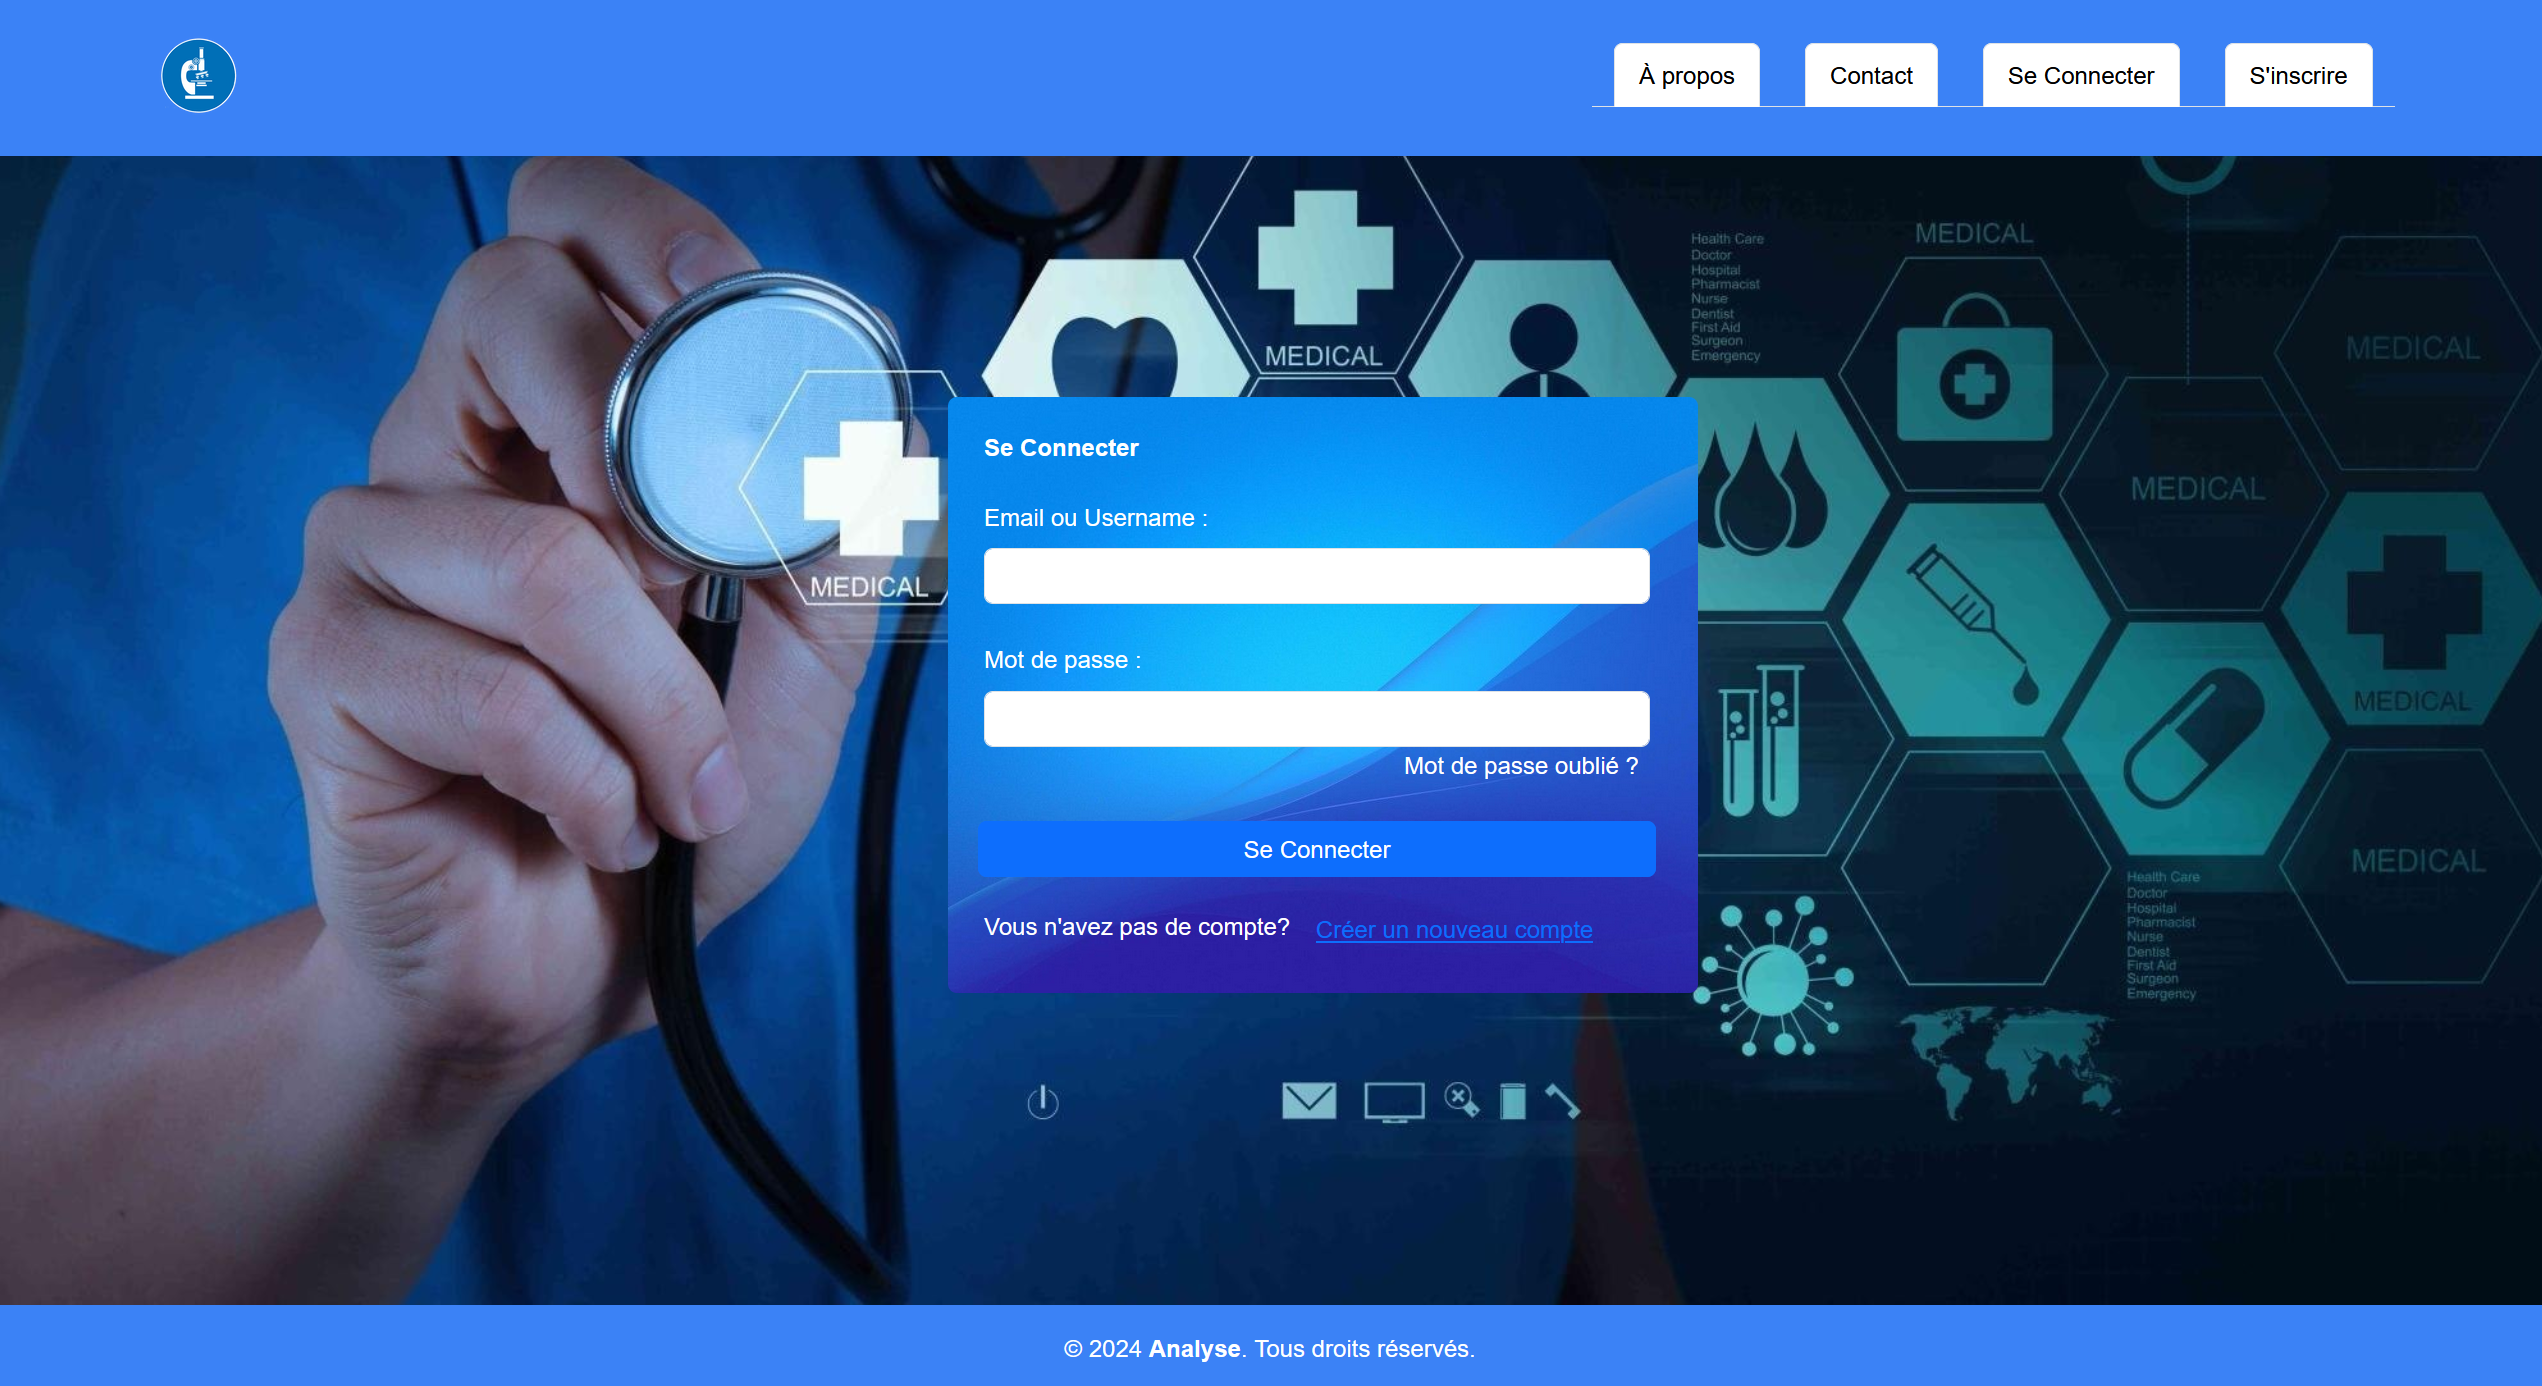 À propos
Contact
Se Connecter
S'inscrire
MEDICAL
Health Care
Doctor
Hospital
Pharmacist
Nurse
Dentist
First Aid
Surgeon
Emergency
MEDICAL
MEDICAL
MEDICAL
Se Connecter
Email ou Username :
MEDICAL
MEDICAL
Mot de passe :
MEDICAL
Mot de passe oublié ?
Se Connecter
MEDICAL
Health Care
Doctor
Hospital
Pharmacist
Nurse
Dentist
First Aid
Surgeon
Emergency
Vous n'avez pas de compte? Créer un nouveau compte
© 2024 Analyse. Tous droits réservés.